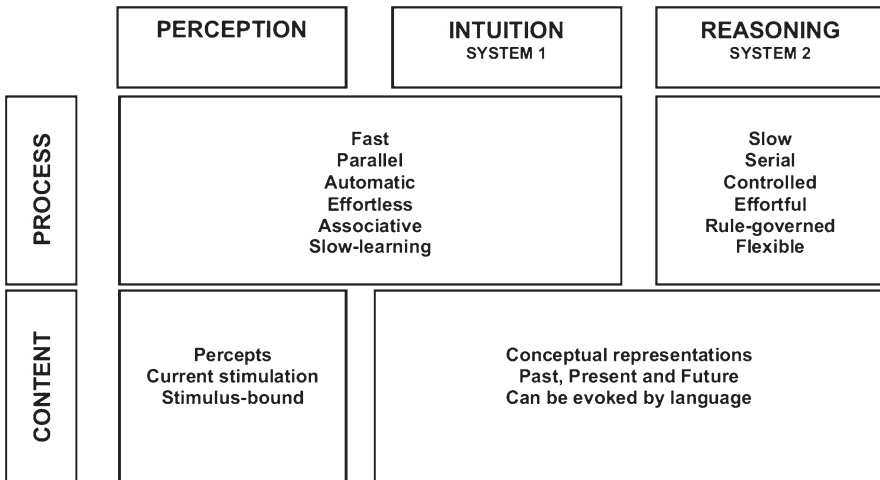 PERCEPTION
INTUITION
SYSTEM 1
REASONING
SYSTEM 2
PROCESS
Fast
Parallel
Automatic
Effortless
Associative
Slow-learning
Slow
Serial
Controlled
Effortful
Rule-governed
Flexible
CONTENT
Percepts
Current stimulation
Stimulus-bound
Conceptual representations
Past, Present and Future
Can be evoked by language